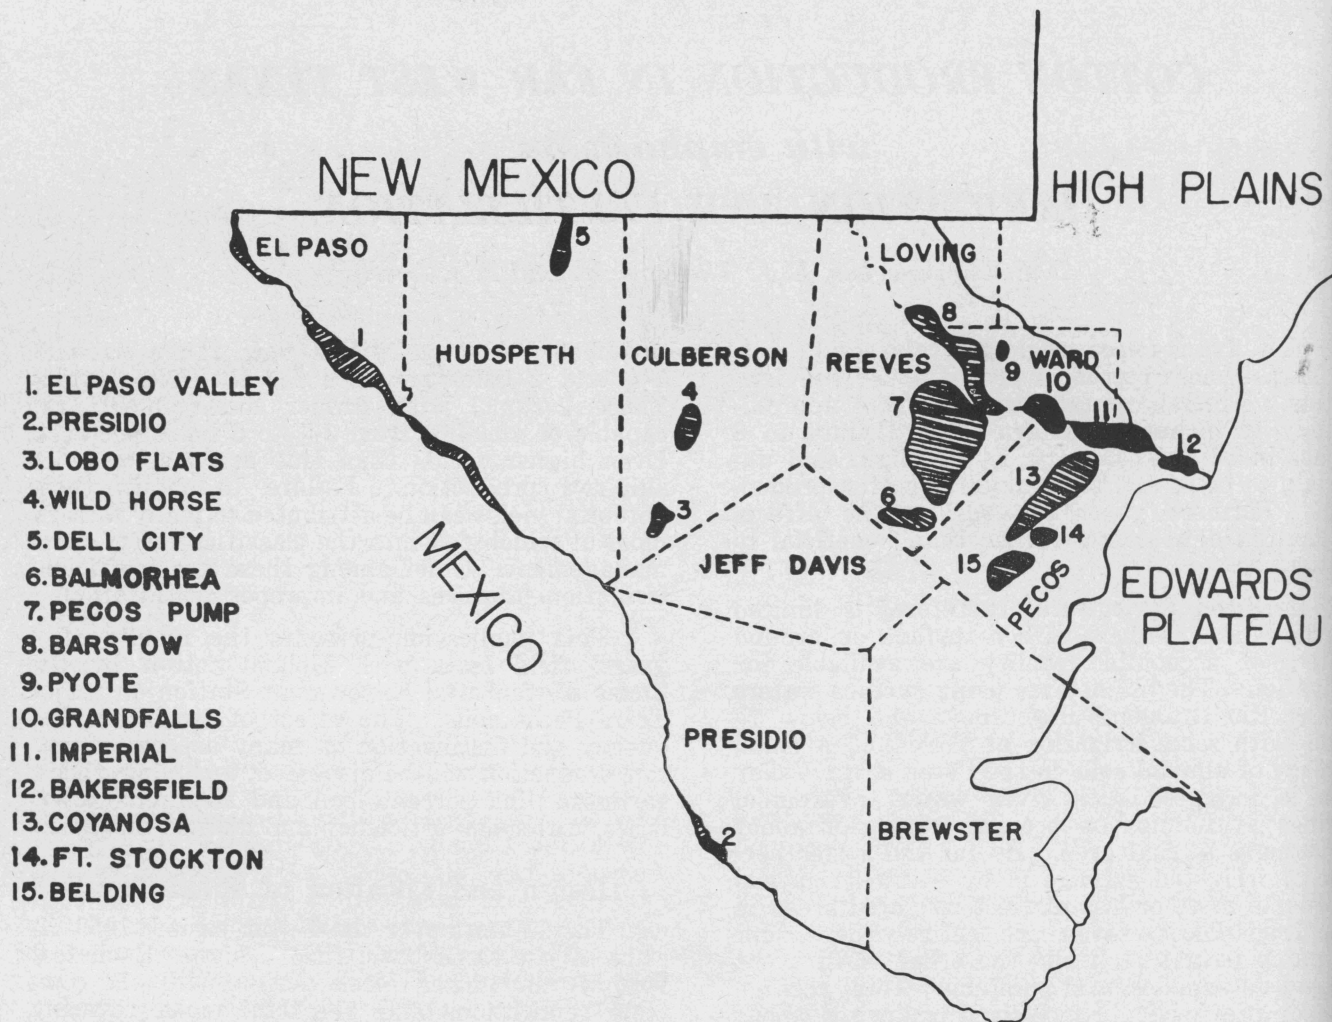 NEW MEXICO
HIGH PLAINS
EL PASO
5
LOVING
8
1
HUDSPETH
CULBERSON
REEVES
9
WARD
10
4
7
11
12
13
3
6
14
JEFF DAVIS
15
PECOS
MEXICO
EDWARDS
PLATEAU
PRESIDIO
2
BREWSTER
1. EL PASO VALLEY
2. PRESIDIO
3. LOBO FLATS
4. WILD HORSE
5. DELL CITY
6. BALMORHEA
7. PECOS PUMP
8. BARSTOW
9. PYOTE
10. GRANDFALLS
11. IMPERIAL
12. BAKERSFIELD
13. COYANOSA
14. FT. STOCKTON
15. BELDING